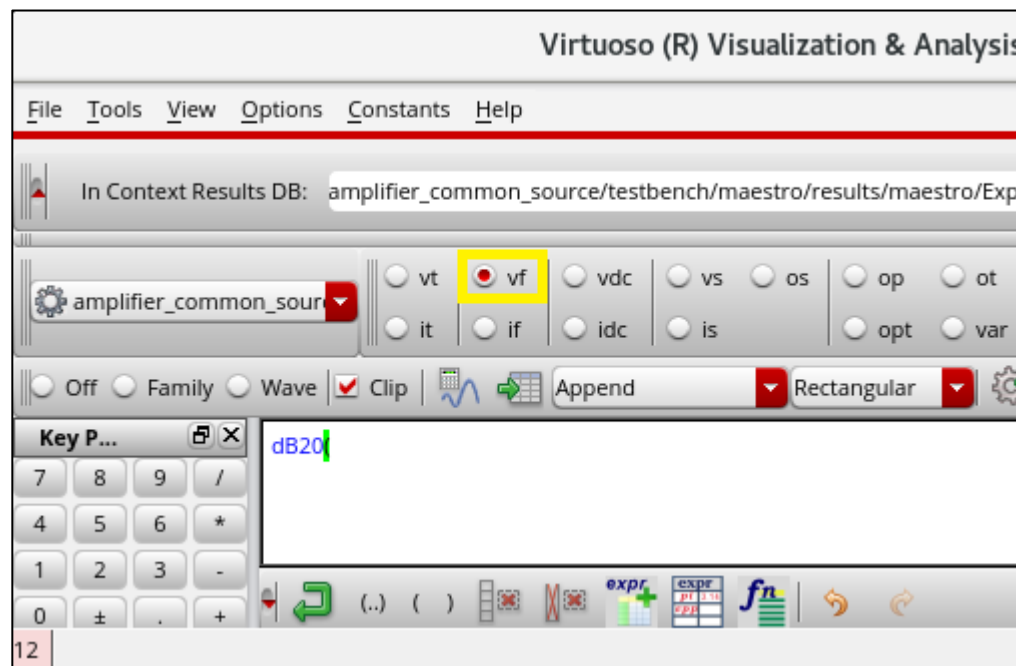 Virtuoso (R) Visualization & Analysis
File Tools View Options Constants Help
In Context Results DB: amplifier_common_source/testbench/maestro/results/maestro/Exp
vt vf vdc vs os op ot
amplifier_common_sour
it if idc is opt var
Off Family Wave Clip Append Rectangular
Key P...
dB20(
7 8 9 /
4 5 6 *
1 2 3 -
0 ± . +
(..) ( ) expr expr fn
12